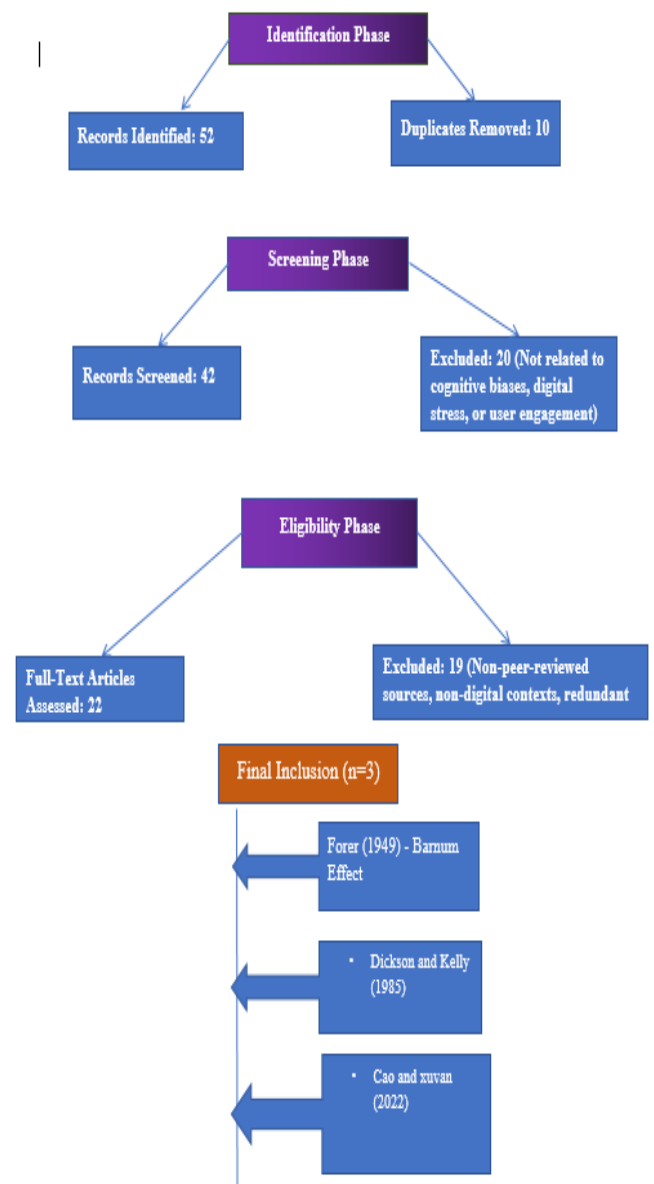 Identification Phase
Records Identified: 52
Duplicates Removed: 10
Screening Phase
Records Screened: 42
Excluded: 20 (Not related to
cognitive biases, digital
stress, or user engagement)
Eligibility Phase
Full-Text Articles
Assessed: 22
Excluded: 19 (Non-peer-reviewed
sources, non-digital contexts, redundant
Final Inclusion (n=3)
Forer (1949) - Barnum
Effect
▪ Dickson and Kelly
(1985)
▪ Cao and xuvan
(2022)